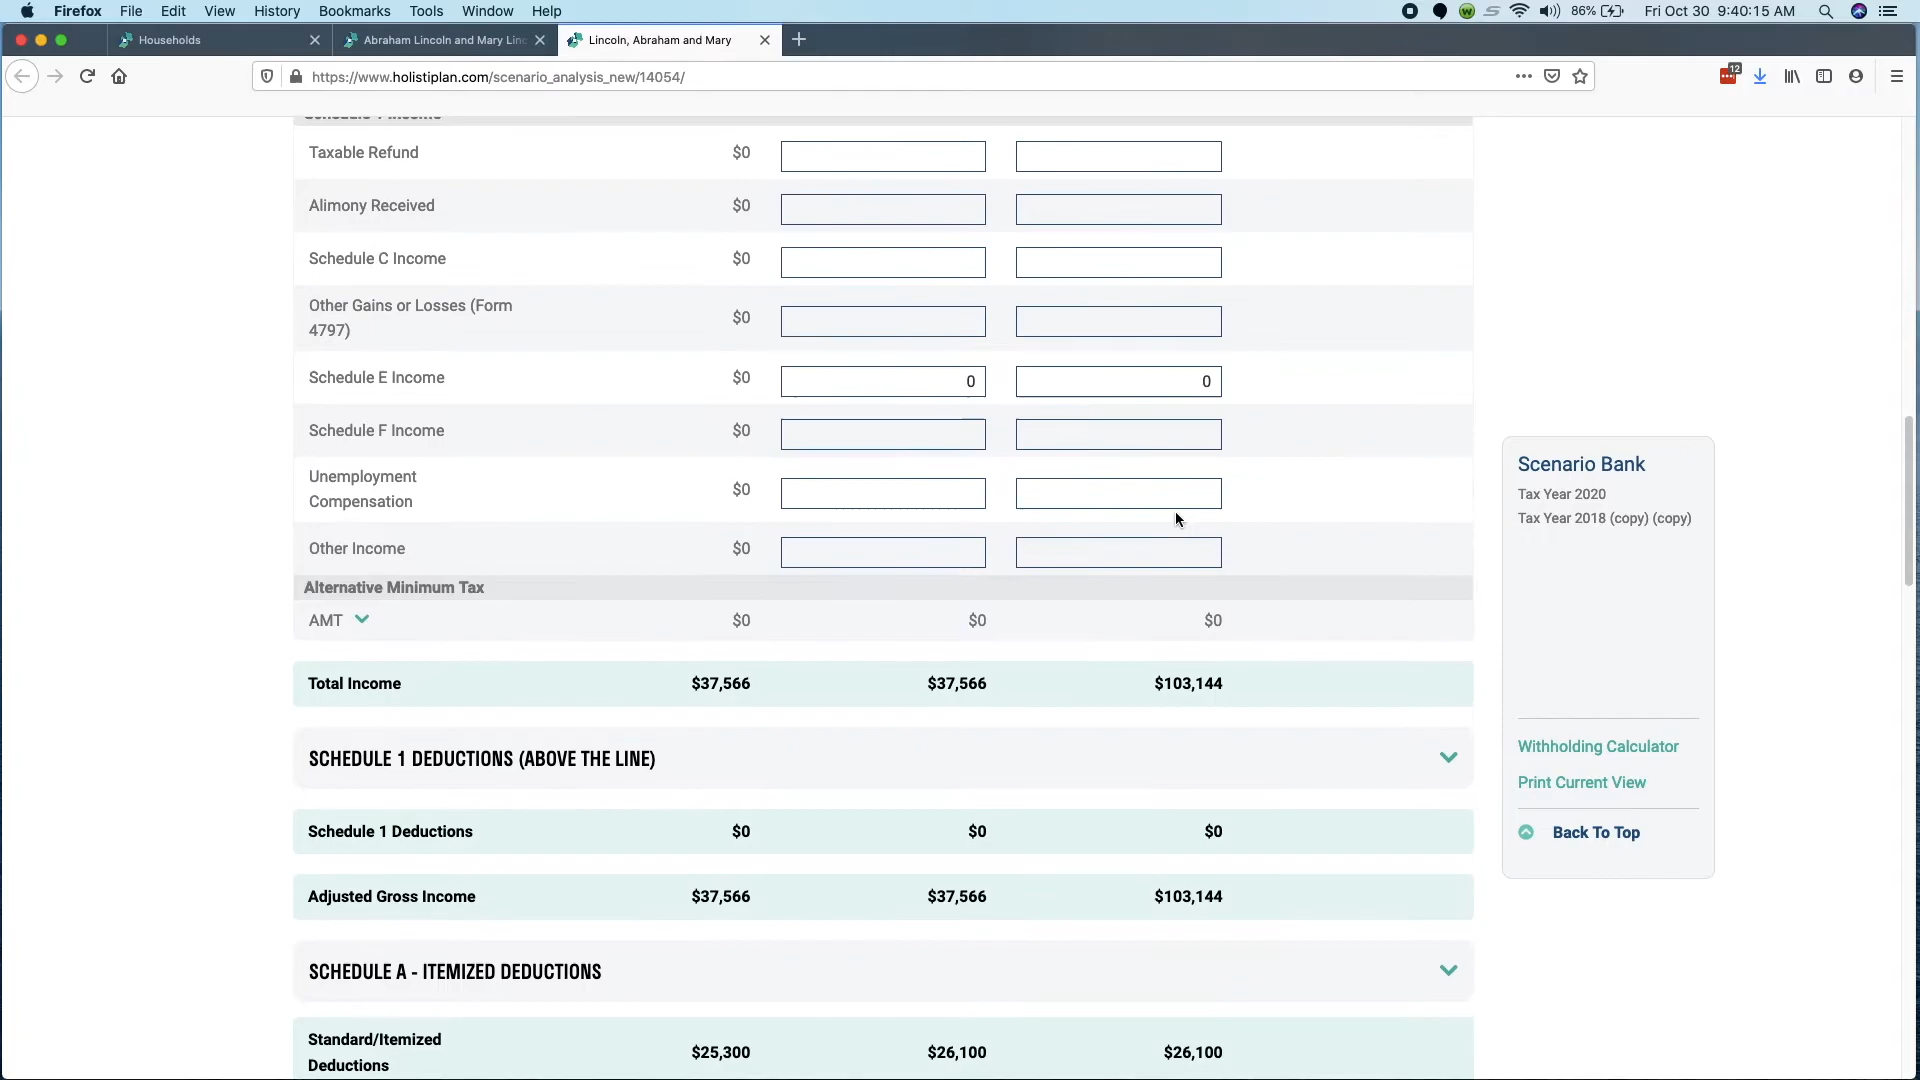 Firefox File Edit View History Bookmarks Tools Window Help 86% Fri Oct 30 9:40:15 AM
Households
Abraham Lincoln and Mary Linc
Lincoln, Abraham and Mary
https://www.holistiplan.com/scenario_analysis_new/14054/
12
Schedule 1 Income
Taxable Refund $0
Alimony Received $0
Schedule C Income $0
Other Gains or Losses (Form
4797) $0
Schedule E Income $0 0 0
Schedule F Income $0
Unemployment
Compensation $0
Other Income $0
Alternative Minimum Tax
AMT $0 $0 $0
Total Income $37,566 $37,566 $103,144
SCHEDULE 1 DEDUCTIONS (ABOVE THE LINE)
Schedule 1 Deductions $0 $0 $0
Adjusted Gross Income $37,566 $37,566 $103,144
SCHEDULE A - ITEMIZED DEDUCTIONS
Standard/Itemized
Deductions $25,300 $26,100 $26,100
Scenario Bank
Tax Year 2020
Tax Year 2018 (copy) (copy)
Withholding Calculator
Print Current View
Back To Top